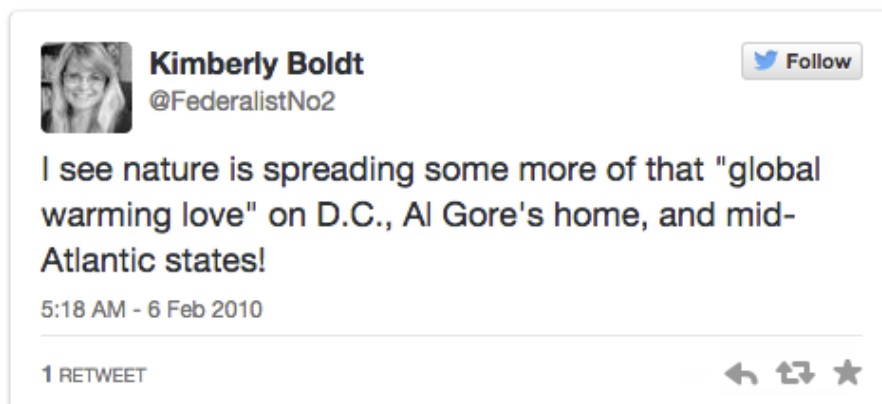 Kimberly Boldt
Follow
@FederalistNo2
I see nature is spreading some more of that "global
warming love" on D.C., Al Gore's home, and mid-
Atlantic states!
5:18 AM - 6 Feb 2010
1 RETWEET